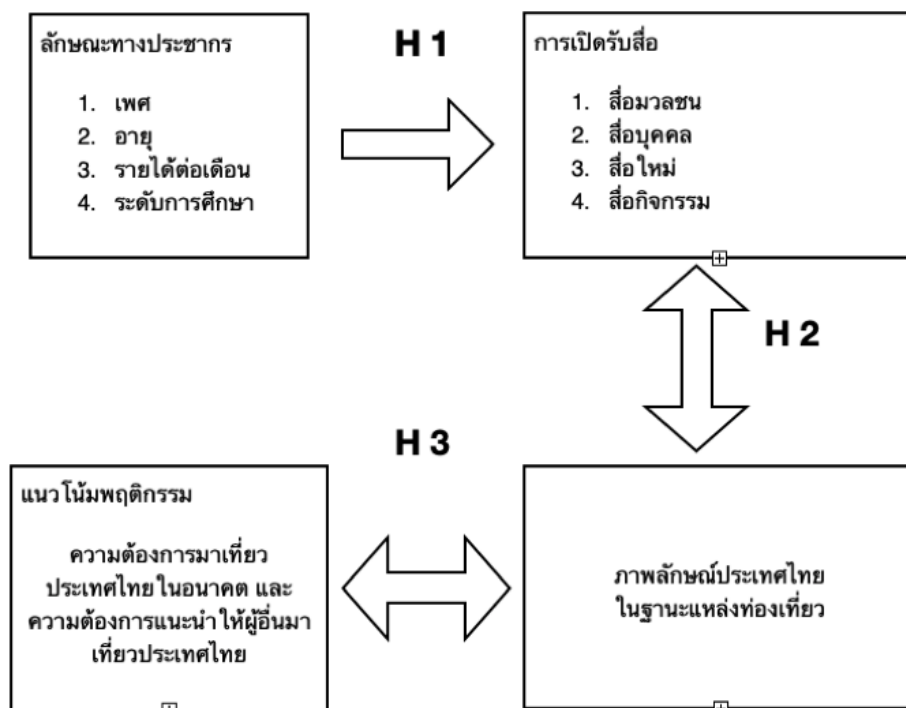 ลักษณะทางประชากร
1. เพศ
2. อายุ
3. รายได้ต่อเดือน
4. ระดับการศึกษา
H 1
การเปิดรับสื่อ
1. สื่อมวลชน
2. สื่อบุคคล
3. สื่อใหม่
4. สื่อกิจกรรม
H 2
H 3
แนวโน้มพฤติกรรม
ความต้องการมาเที่ยว
ประเทศไทยในอนาคต และ
ความต้องการแนะนำให้ผู้อื่นมา
เที่ยวประเทศไทย
ภาพลักษณ์ประเทศไทย
ในฐานะแหล่งท่องเที่ยว